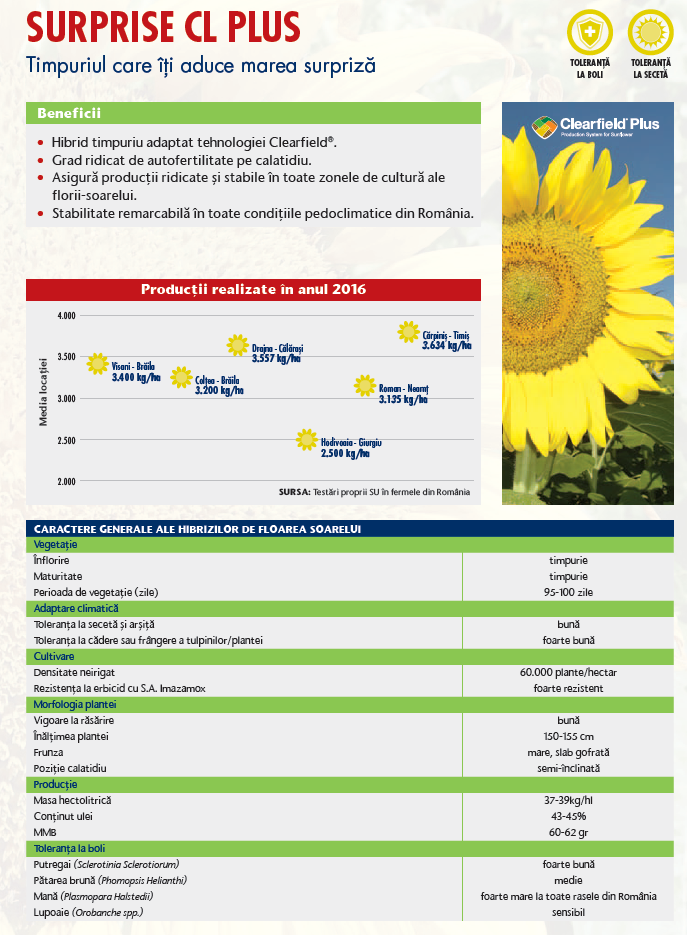 SURPRISE CL PLUS
Timpuriul care îți aduce marea surpriză
TOLERANȚĂ
LA BOLI
TOLERANȚĂ
LA SECETĂ
Beneficii
• Hibrid timpuriu adaptat tehnologiei Clearfield®.
• Grad ridicat de autofertilitate pe calatidiu.
• Asigură producții ridicate și stabile în toate zonele de cultură ale
florii-soarelui.
• Stabilitate remarcabilă în toate condițiile pedoclimatice din România.
Clearfield® Plus
Production System for Sunflower
Producții realizate în anul 2016
Media locației
4.000
3.500
3.000
2.500
2.000
Visani - Brăila
3.400 kg/ha
Colțea - Brăila
3.200 kg/ha
Drajna - Călărași
3.557 kg/ha
Hodivoaia - Giurgiu
2.500 kg/ha
Roman - Neamț
3.135 kg/ha
Cărpiniș - Timiș
3.634 kg/ha
SURSA: Testări proprii SU în fermele din România
CARACTERE GENERALE ALE HIBRIZILOR DE FLOAREA SOARELUI
Vegetație
Înflorire timpurie
Maturitate timpurie
Perioada de vegetație (zile) 95-100 zile
Adaptare climatică
Toleranța la secetă și arșiță bună
Toleranța la cădere sau frângere a tulpinilor/plantei foarte bună
Cultivare
Densitate neirigat 60.000 plante/hectar
Rezistența la erbicid cu S.A. Imazamox foarte rezistent
Morfologia plantei
Vigoare la răsărire bună
Înălțimea plantei 150-155 cm
Frunza mare, slab gofrată
Poziție calatidiu semi-înclinată
Producție
Masa hectolitrică 37-39kg/hl
Conținut ulei 43-45%
MMB 60-62 gr
Toleranța la boli
Putregai (Sclerotinia Sclerotiorum) foarte bună
Pătarea brună (Phomopsis Helianthi) medie
Mană (Plasmopara Halstedii) foarte mare la toate rasele din România
Lupoaie (Orobanche spp.) sensibil